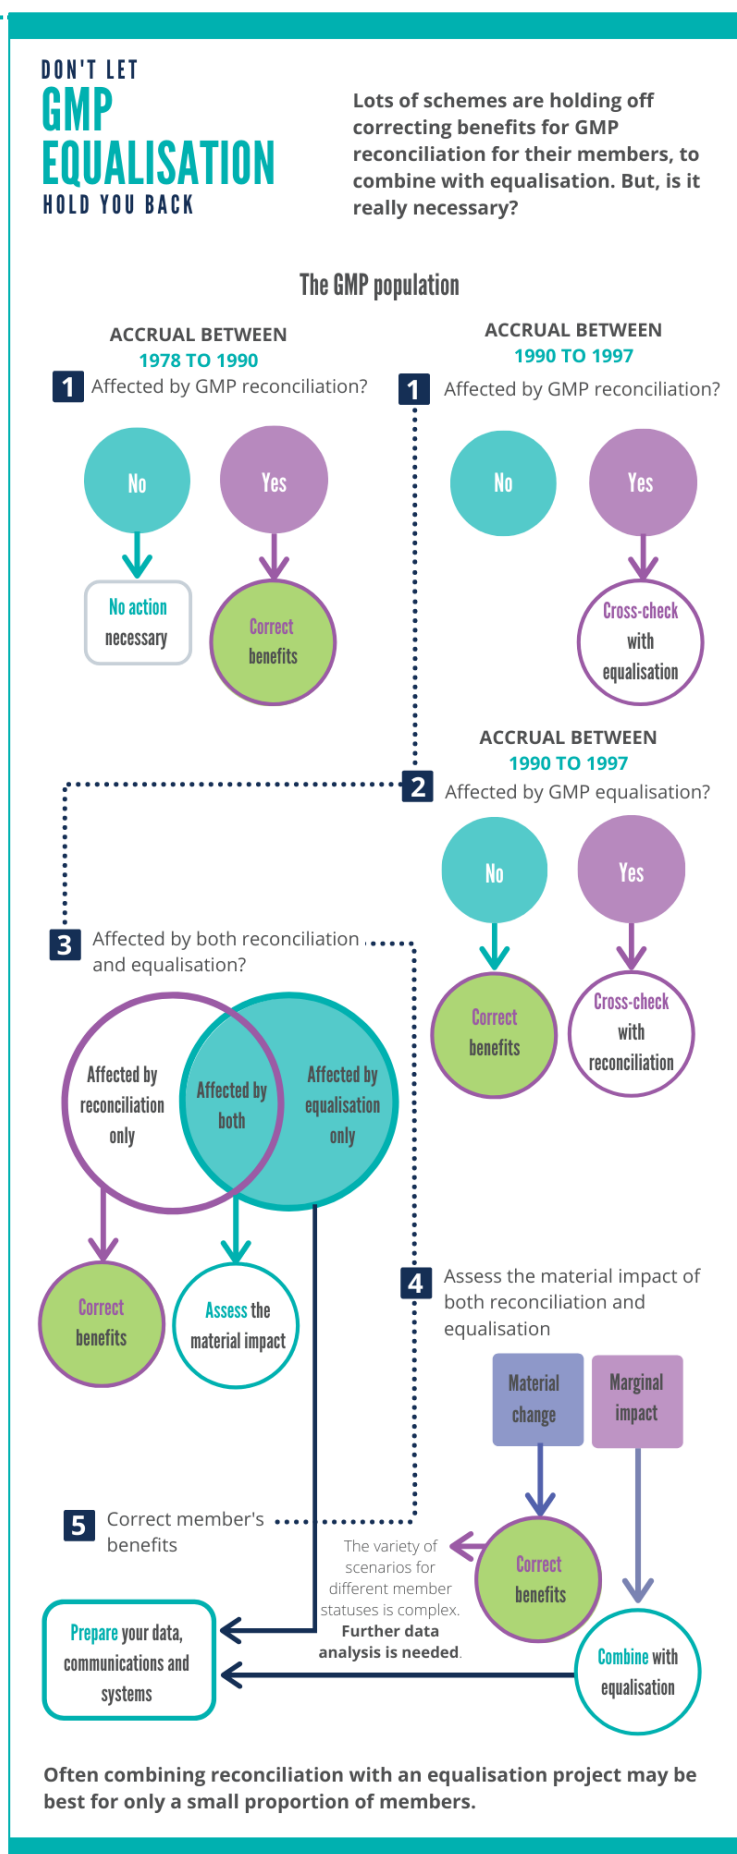 DON'T LET
GMP
EQUALISATION
HOLD YOU BACK
Lots of schemes are holding off
correcting benefits for GMP
reconciliation for their members, to
combine with equalisation. But, is it
really necessary?
The GMP population
ACCRUAL BETWEEN
1978 TO 1990
1 Affected by GMP reconciliation?
No
Yes
No action
necessary
Correct
benefits
ACCRUAL BETWEEN
1990 TO 1997
1 Affected by GMP reconciliation?
No
Yes
Cross-check
with
equalisation
ACCRUAL BETWEEN
1990 TO 1997
2 Affected by GMP equalisation?
No
Yes
Correct
benefits
Cross-check
with
reconciliation
3 Affected by both reconciliation
and equalisation?
Affected by
reconciliation
only
Affected by
both
Affected by
equalisation
only
Correct
benefits
Assess the
material impact
4 Assess the material impact of
both reconciliation and
equalisation
Material
change
Marginal
impact
Correct
benefits
Combine with
equalisation
5 Correct member's
benefits
The variety of
scenarios for
different member
statuses is complex.
Further data
analysis is needed.
Prepare your data,
communications and
systems
Often combining reconciliation with an equalisation project may be
best for only a small proportion of members.